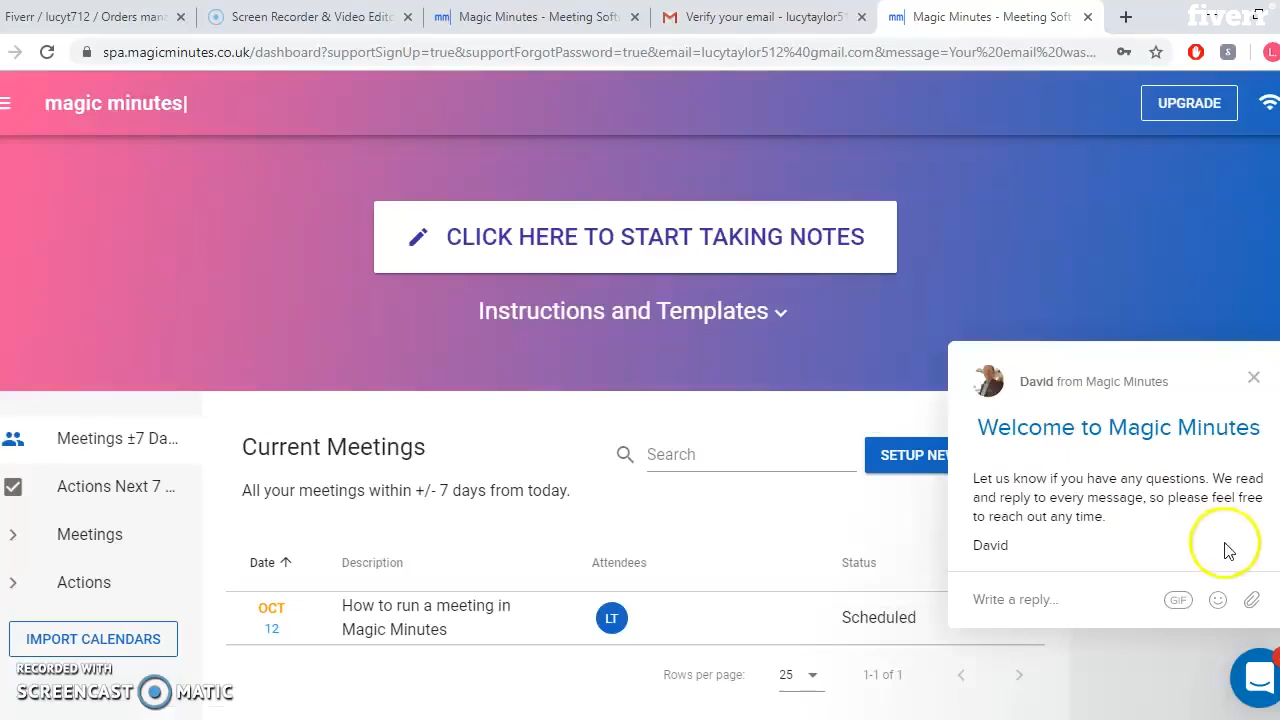 Fiverr / lucyt712 / Orders man
Screen Recorder & Video Edito
mm Magic Minutes - Meeting Soft
Verify your email - lucytaylor51
mm Magic Minutes - Meeting Soft
fiverr
spa.magicminutes.co.uk/dashboard?supportSignUp=true&supportForgotPassword=true&email=lucytaylor512%40gmail.com&message=Your%20email%20was...
magic minutes|
UPGRADE
CLICK HERE TO START TAKING NOTES
Instructions and Templates
David from Magic Minutes
Welcome to Magic Minutes
Let us know if you have any questions. We read
and reply to every message, so please feel free
to reach out any time.
David
Write a reply...
GIF
Meetings ±7 Da...
Actions Next 7 ...
Meetings
Actions
IMPORT CALENDARS
Current Meetings
Search
SETUP NEW
All your meetings within +/- 7 days from today.
Date Description Attendees Status
OCT
12
How to run a meeting in
Magic Minutes
LT
Scheduled
Rows per page: 25 1-1 of 1
RECORDED WITH
SCREENCAST MATIC